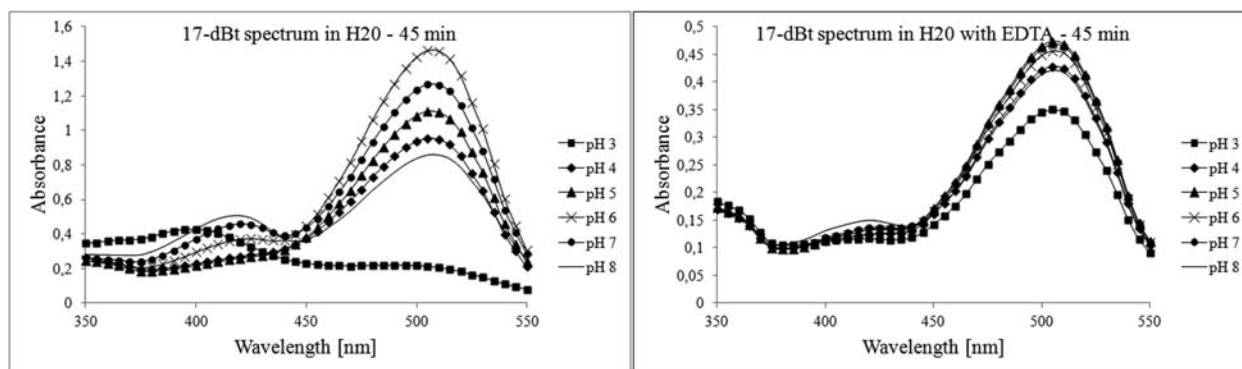 17-dBt spectrum in H20 - 45 min
Absorbance
1,6
1,4
1,2
1
0,8
0,6
0,4
0,2
0
350
400
450
500
550
Wavelength [nm]
pH 3
pH 4
pH 5
pH 6
pH 7
pH 8
17-dBt spectrum in H20 with EDTA - 45 min
Absorbance
0,5
0,45
0,4
0,35
0,3
0,25
0,2
0,15
0,1
0,05
0
350
400
450
500
550
Wavelength [nm]
pH 3
pH 4
pH 5
pH 6
pH 7
pH 8